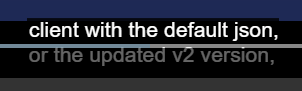 client with the default json,
or the updated v2 version,